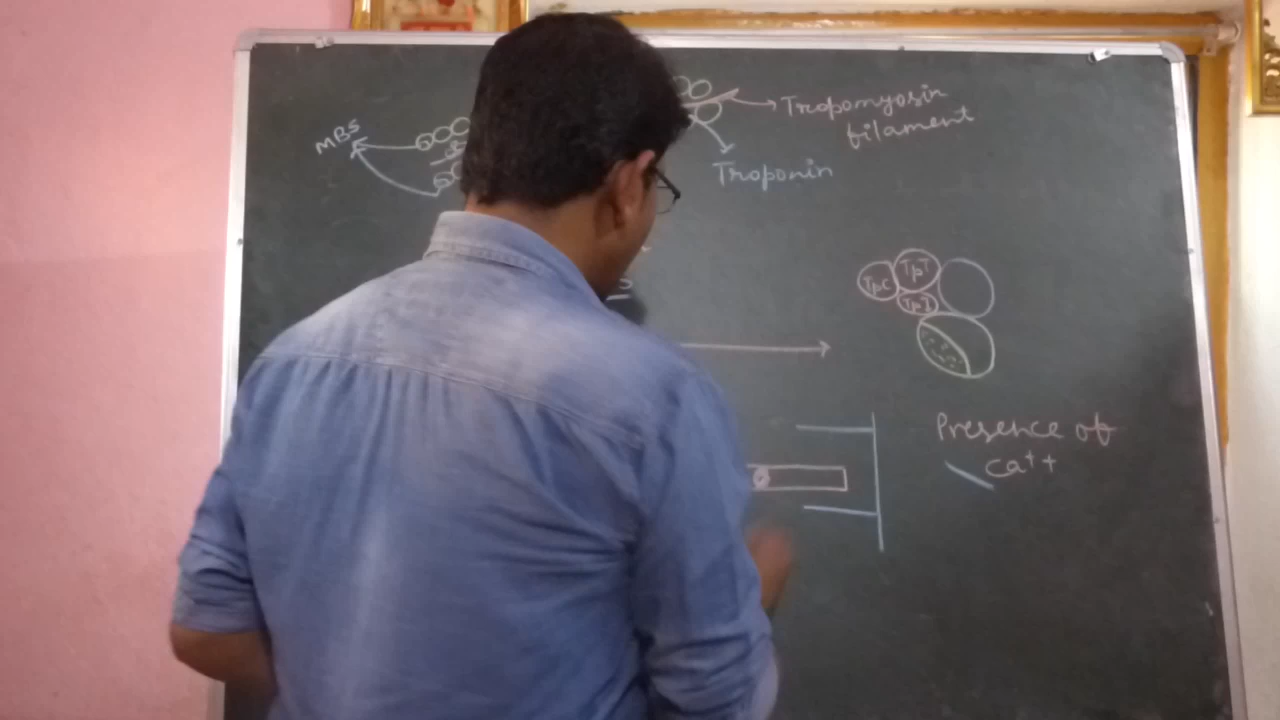 MBS
Tropomyosin
filament
Troponin
TpC TpT
TpI
Presence of
Ca++